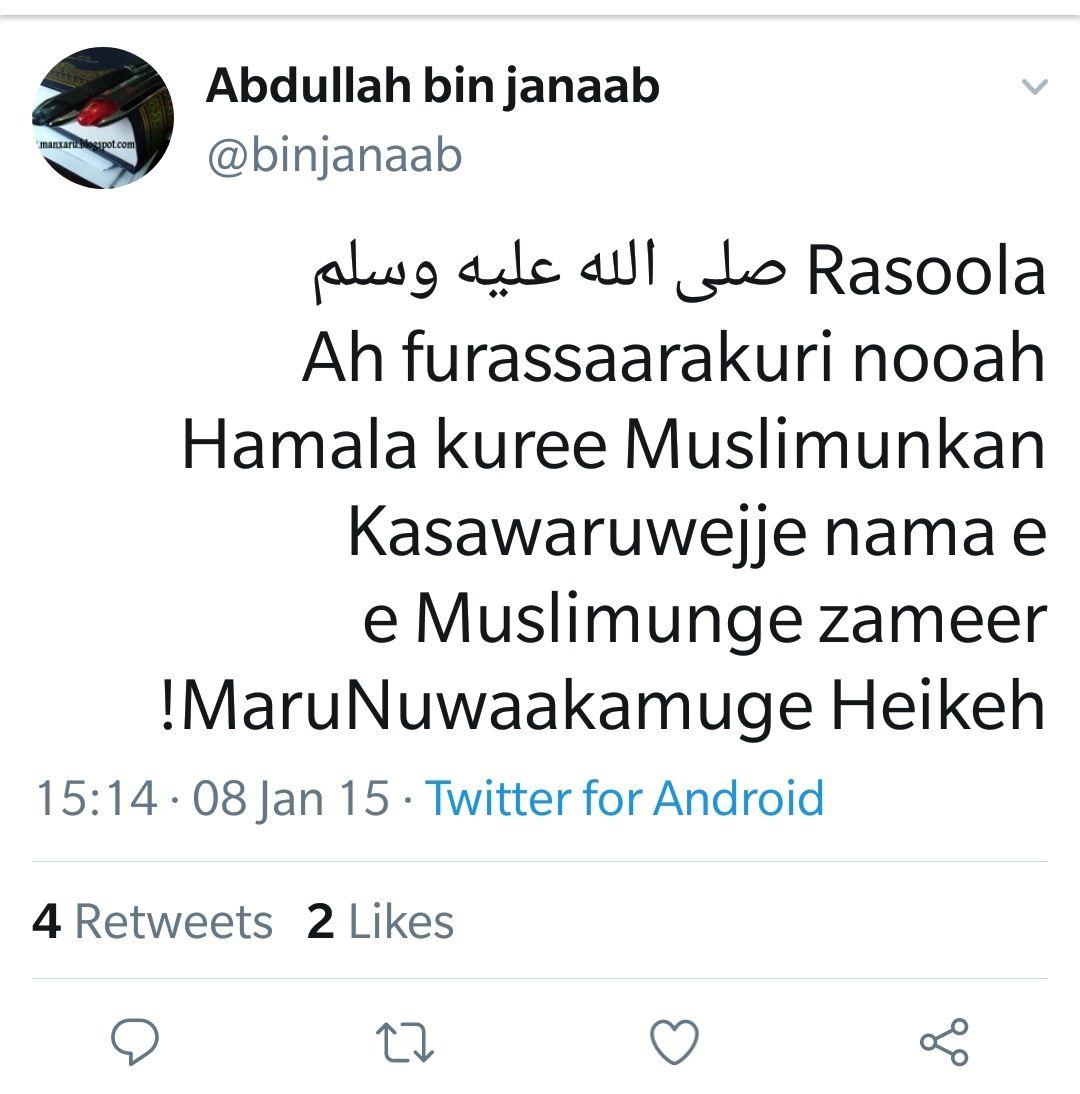 Abdullah bin janaab
@binjanaab
manxaru.blogspot.com
Rasoola صلى الله عليه وسلم
Ah furassaarakuri nooah
Hamala kuree Muslimunkan
Kasawaruwejje nama e
e Muslimunge zameer
!MaruNuwaakamuge Heikeh
15:14 · 08 Jan 15 · Twitter for Android
4 Retweets 2 Likes